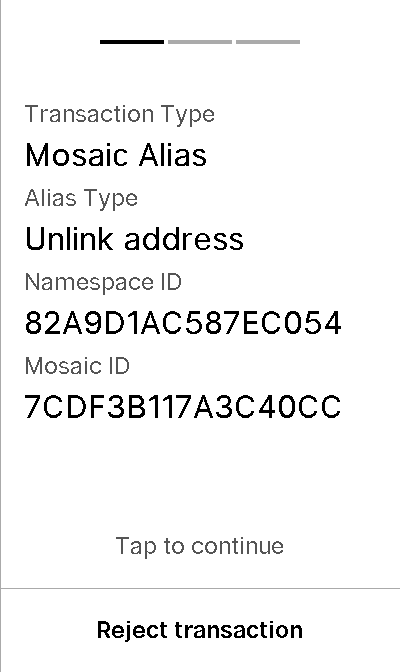 Transaction Type
Mosaic Alias
Alias Type
Unlink address
Namespace ID
82A9D1AC587EC054
Mosaic ID
7CDF3B117A3C40CC
Tap to continue
Reject transaction